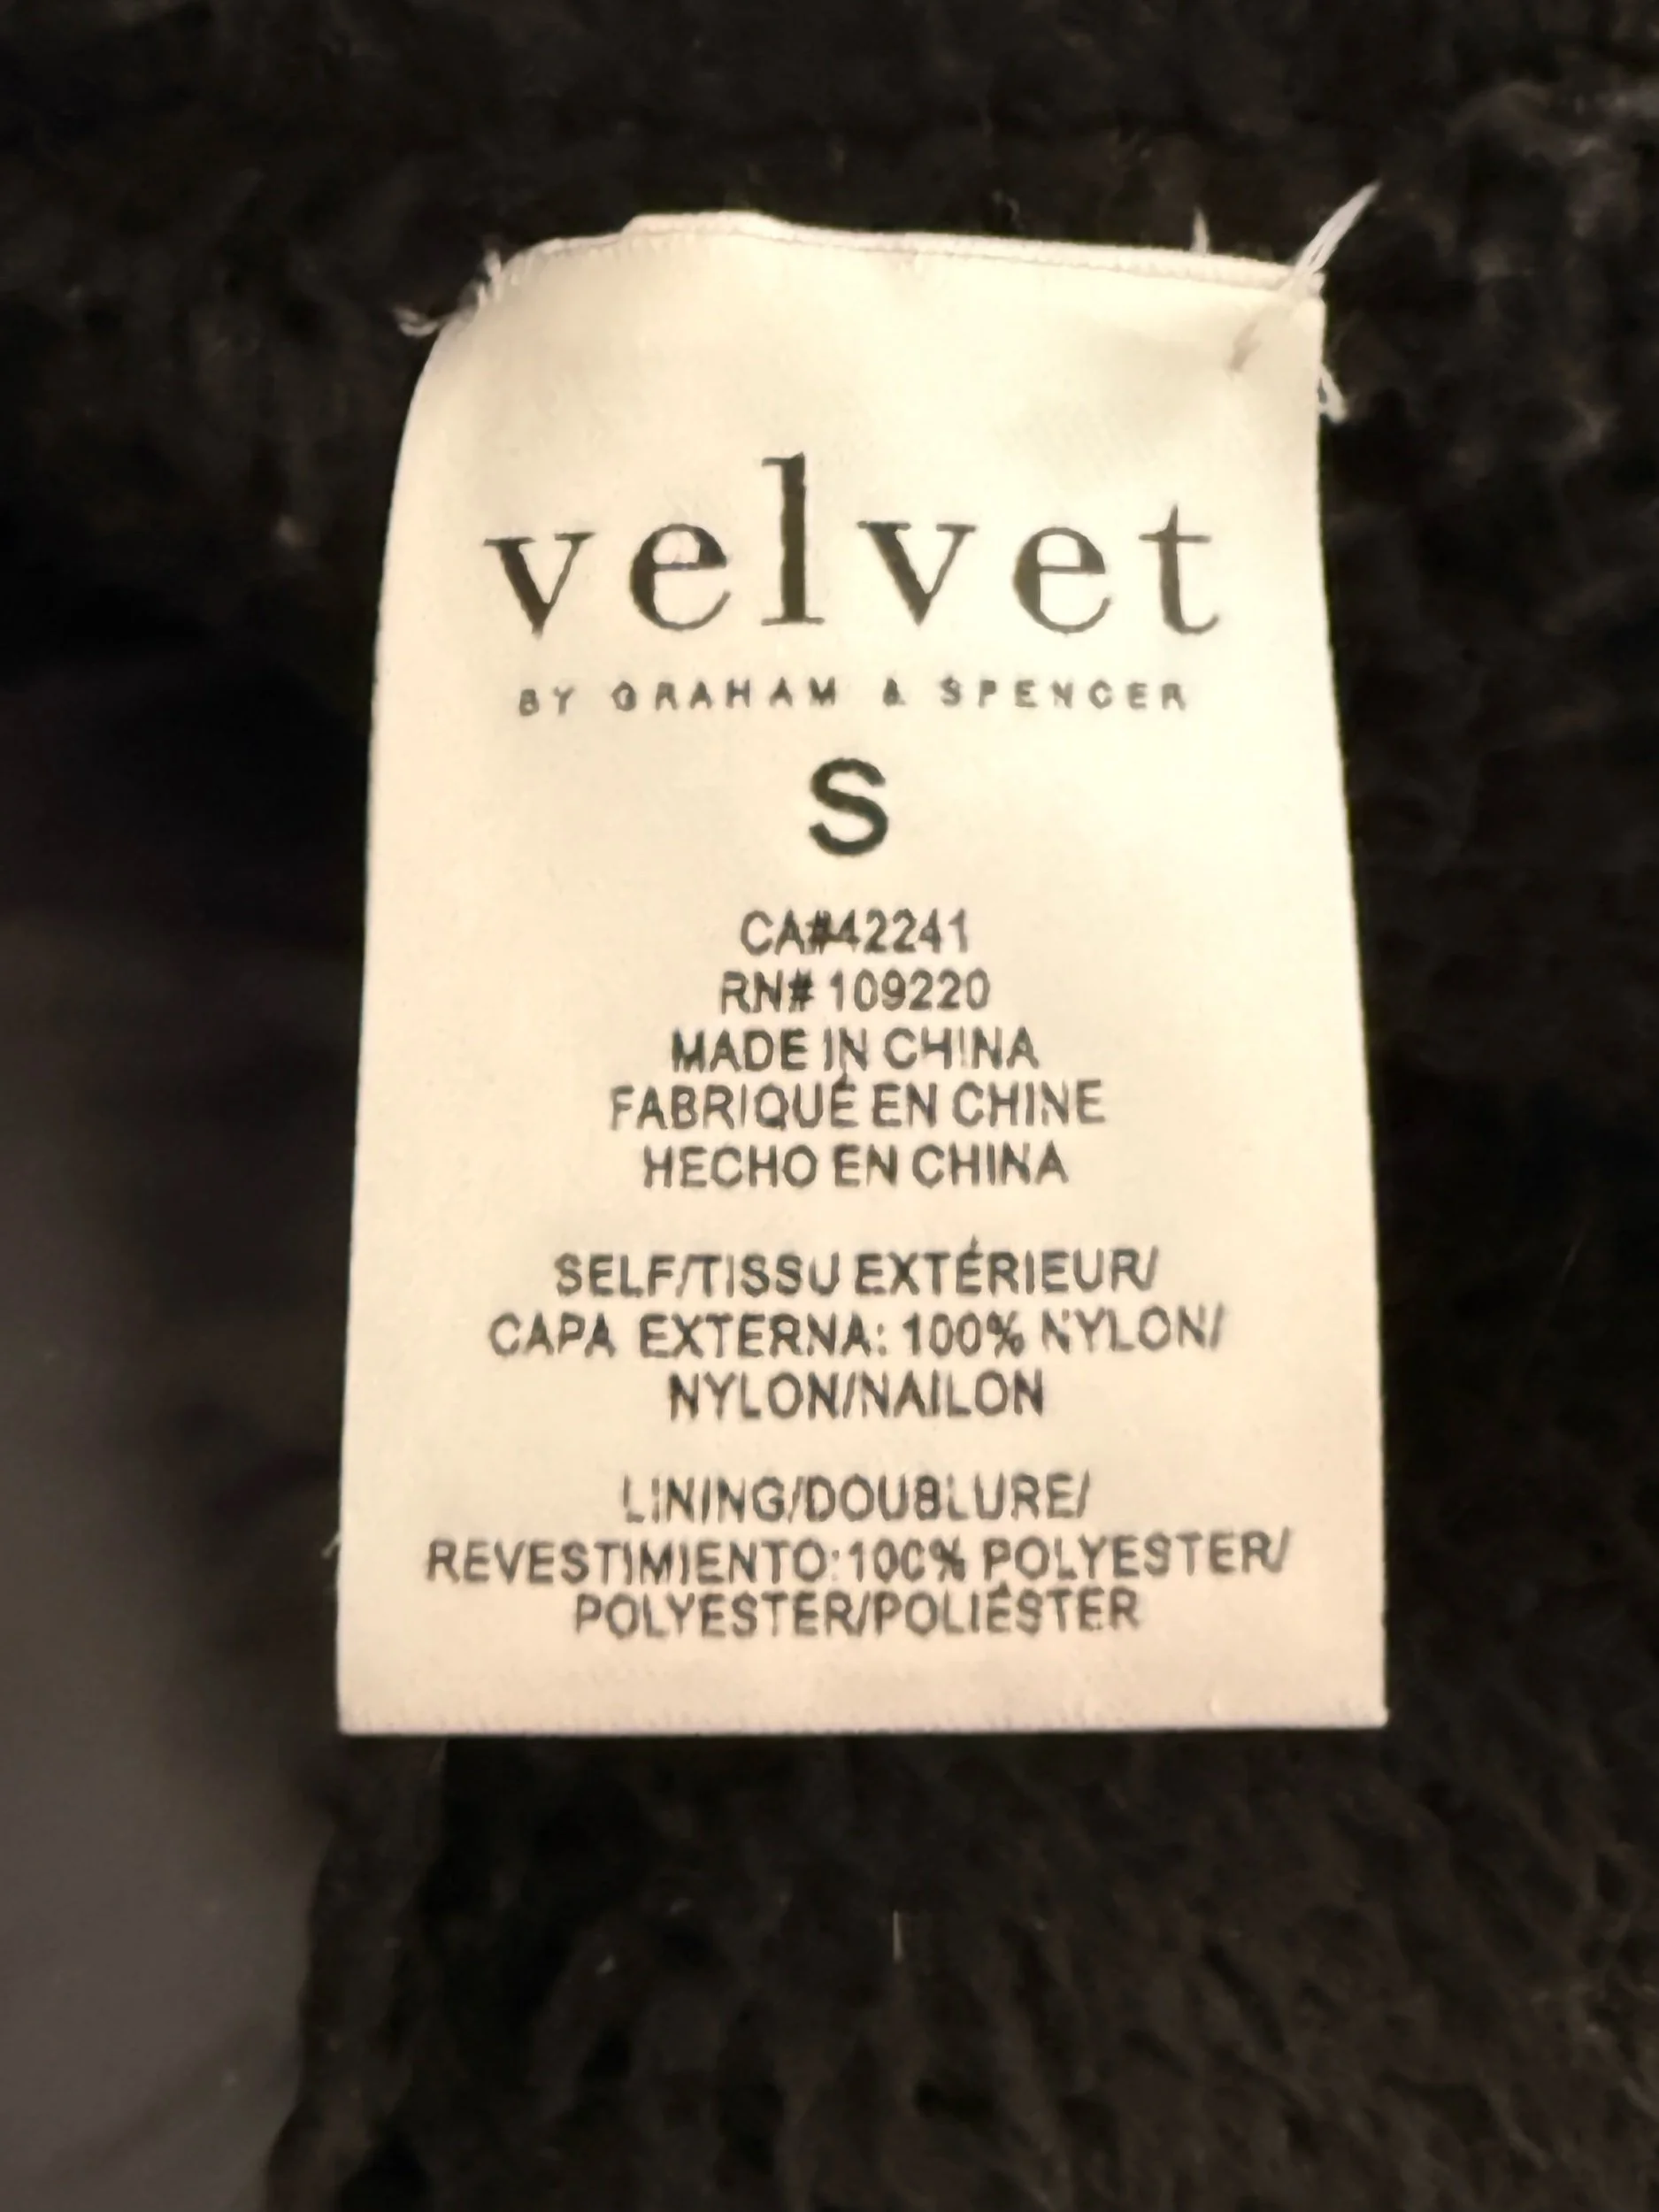 velvet
BY GRAHAM & SPENCER
S
CA#42241
RN# 109220
MADE IN CHINA
FABRIQUÉ EN CHINE
HECHO EN CHINA
SELF/TISSU EXTÉRIEUR/
CAPA EXTERNA: 100% NYLON/
NYLON/NAILON
LINING/DOUBLURE/
REVESTIMIENTO:100% POLYESTER/
POLYESTER/POLIÉSTER